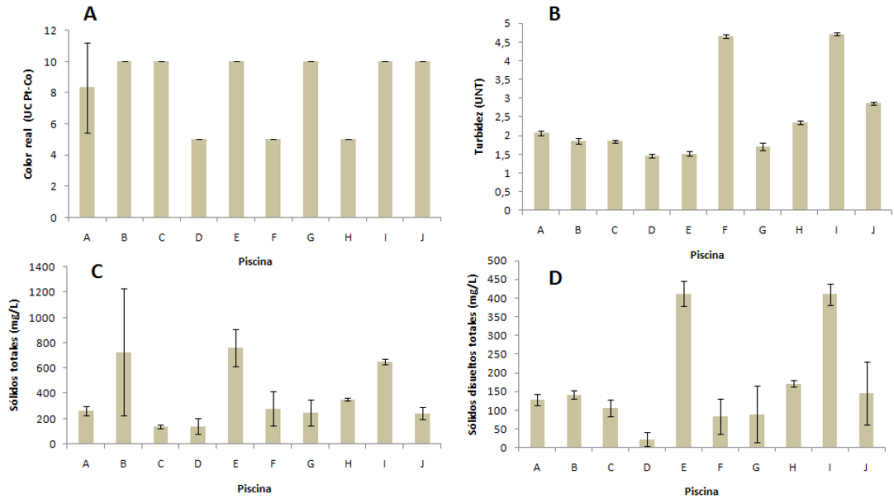 A
Color real (UC Pt-Co)
12
10
8
6
4
2
0
A B C D E F G H I J
Piscina
B
Turbidez (UNT)
5
4,5
4
3,5
3
2,5
2
1,5
1
0,5
0
A B C D E F G H I J
Piscina
C
Sólidos totales (mg/L)
1400
1200
1000
800
600
400
200
0
A B C D E F G H I J
Piscina
D
Sólidos disueltos totales (mg/L)
500
450
400
350
300
250
200
150
100
50
0
A B C D E F G H I J
Piscina